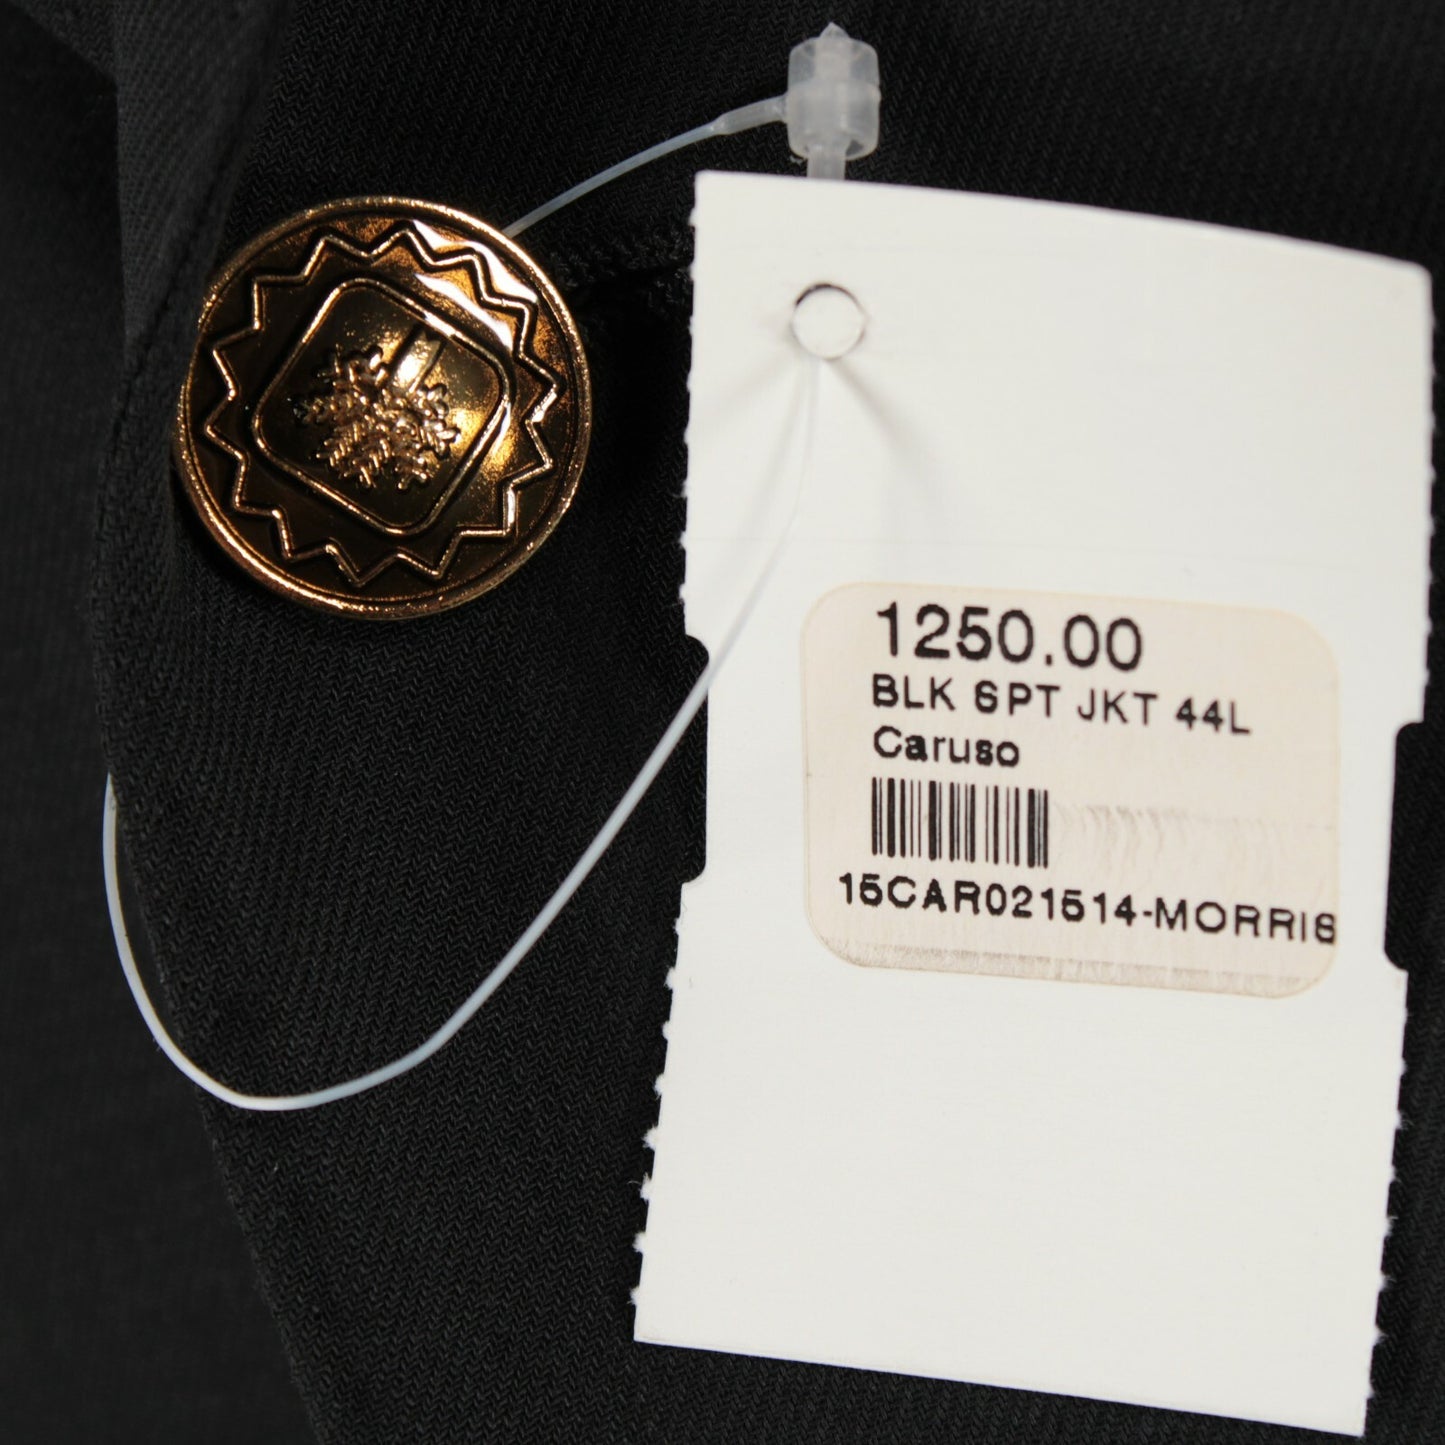 1250.00
BLK SPT JKT 44L
Caruso
15CAR021514-MORRIS